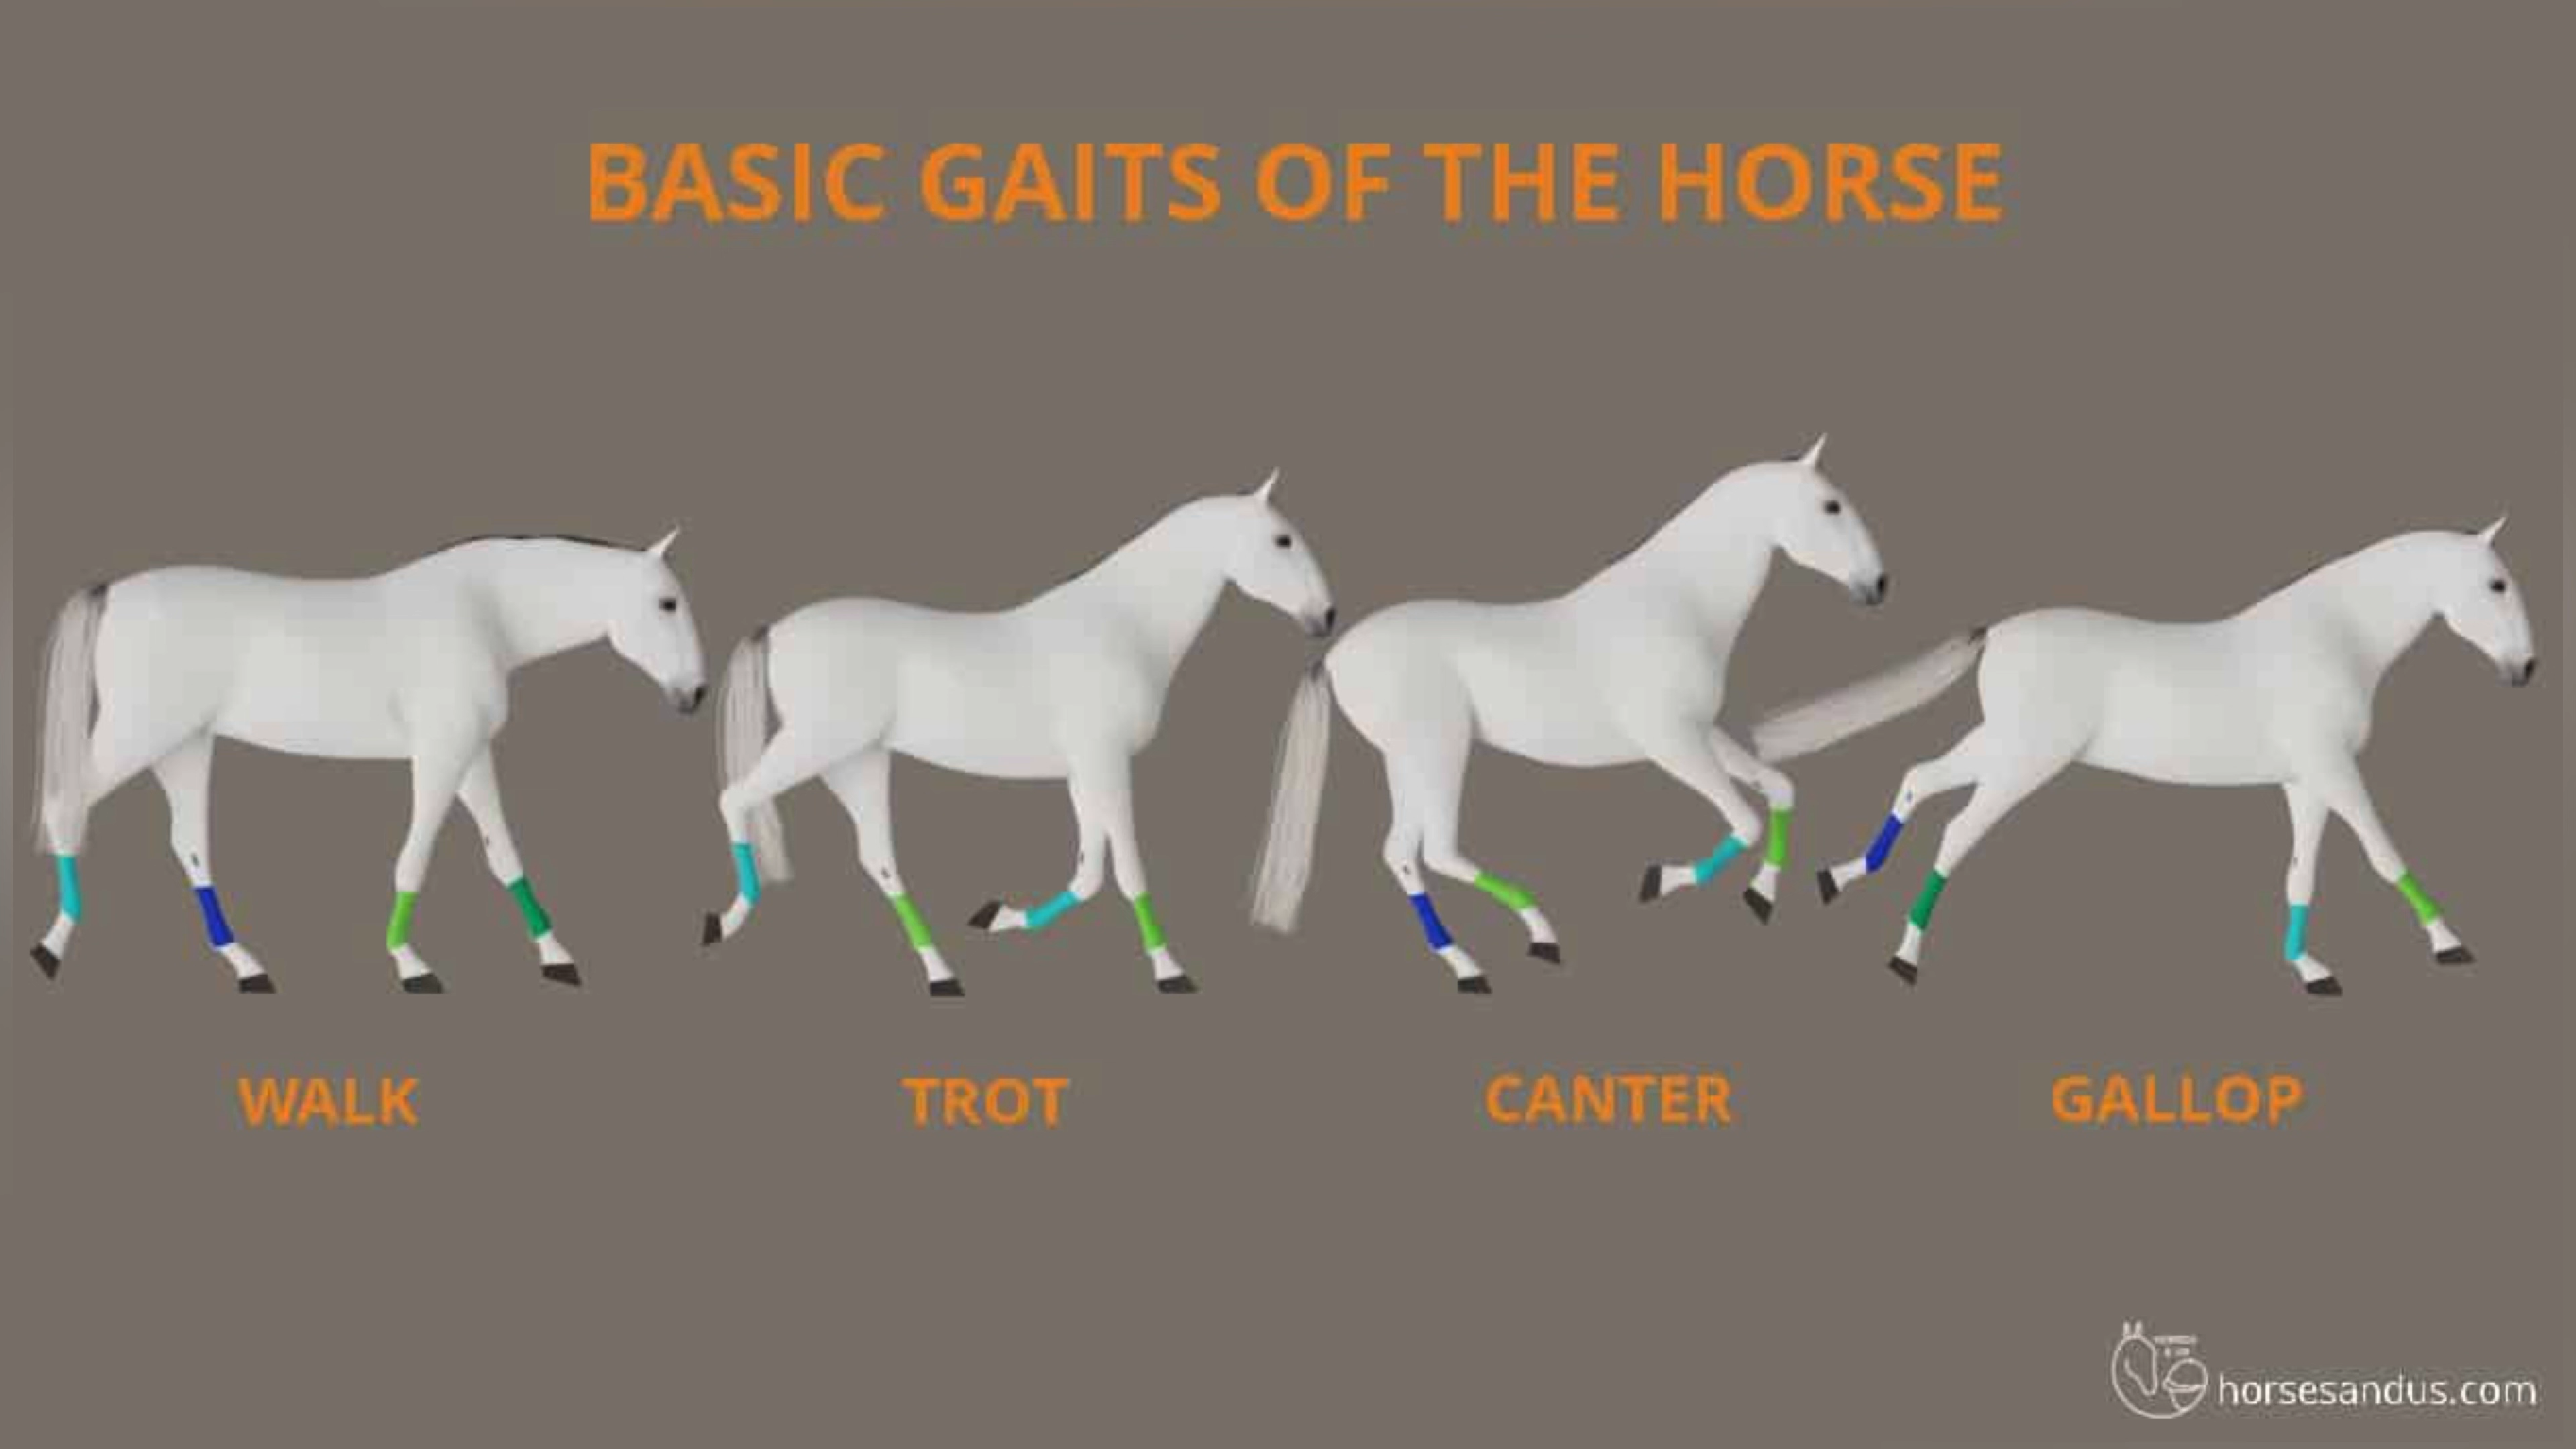 BASIC GAITS OF THE HORSE
WALK
TROT
CANTER
GALLOP
horsesandus.com